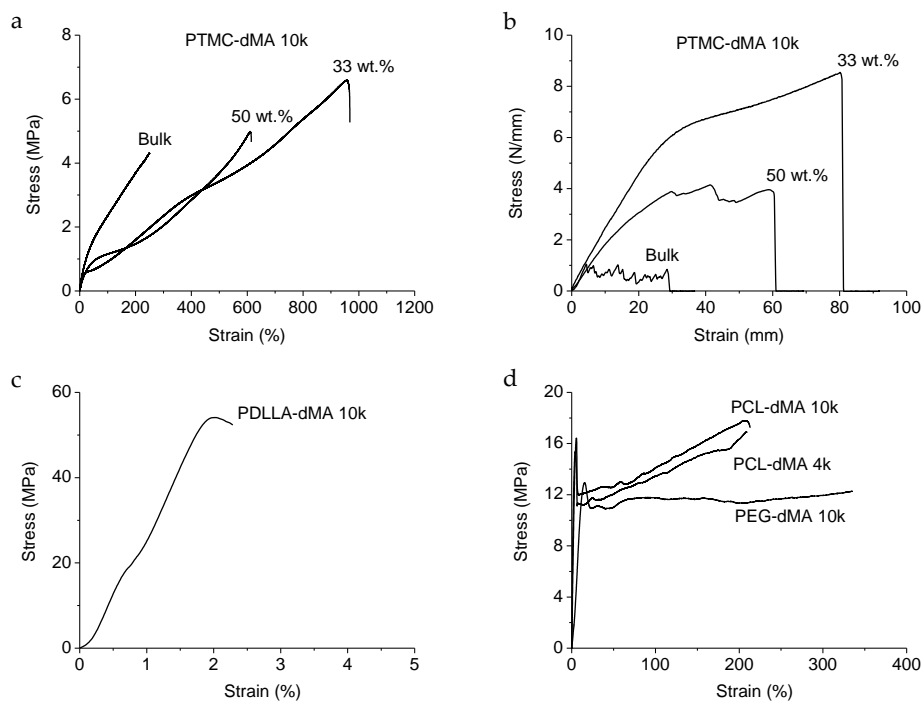 a
PTMC-dMA 10k
33 wt.%
50 wt.%
Bulk
Stress (MPa)
8
6
4
2
0
0 200 400 600 800 1000 1200
Strain (%)
b
PTMC-dMA 10k
33 wt.%
50 wt.%
Bulk
Stress (N/mm)
10
8
6
4
2
0
0 20 40 60 80 100
Strain (mm)
c
PDLLA-dMA 10k
Stress (MPa)
60
40
20
0
0 1 2 3 4 5
Strain (%)
d
PCL-dMA 10k
PCL-dMA 4k
PEG-dMA 10k
Stress (MPa)
20
16
12
8
4
0
0 100 200 300 400
Strain (%)